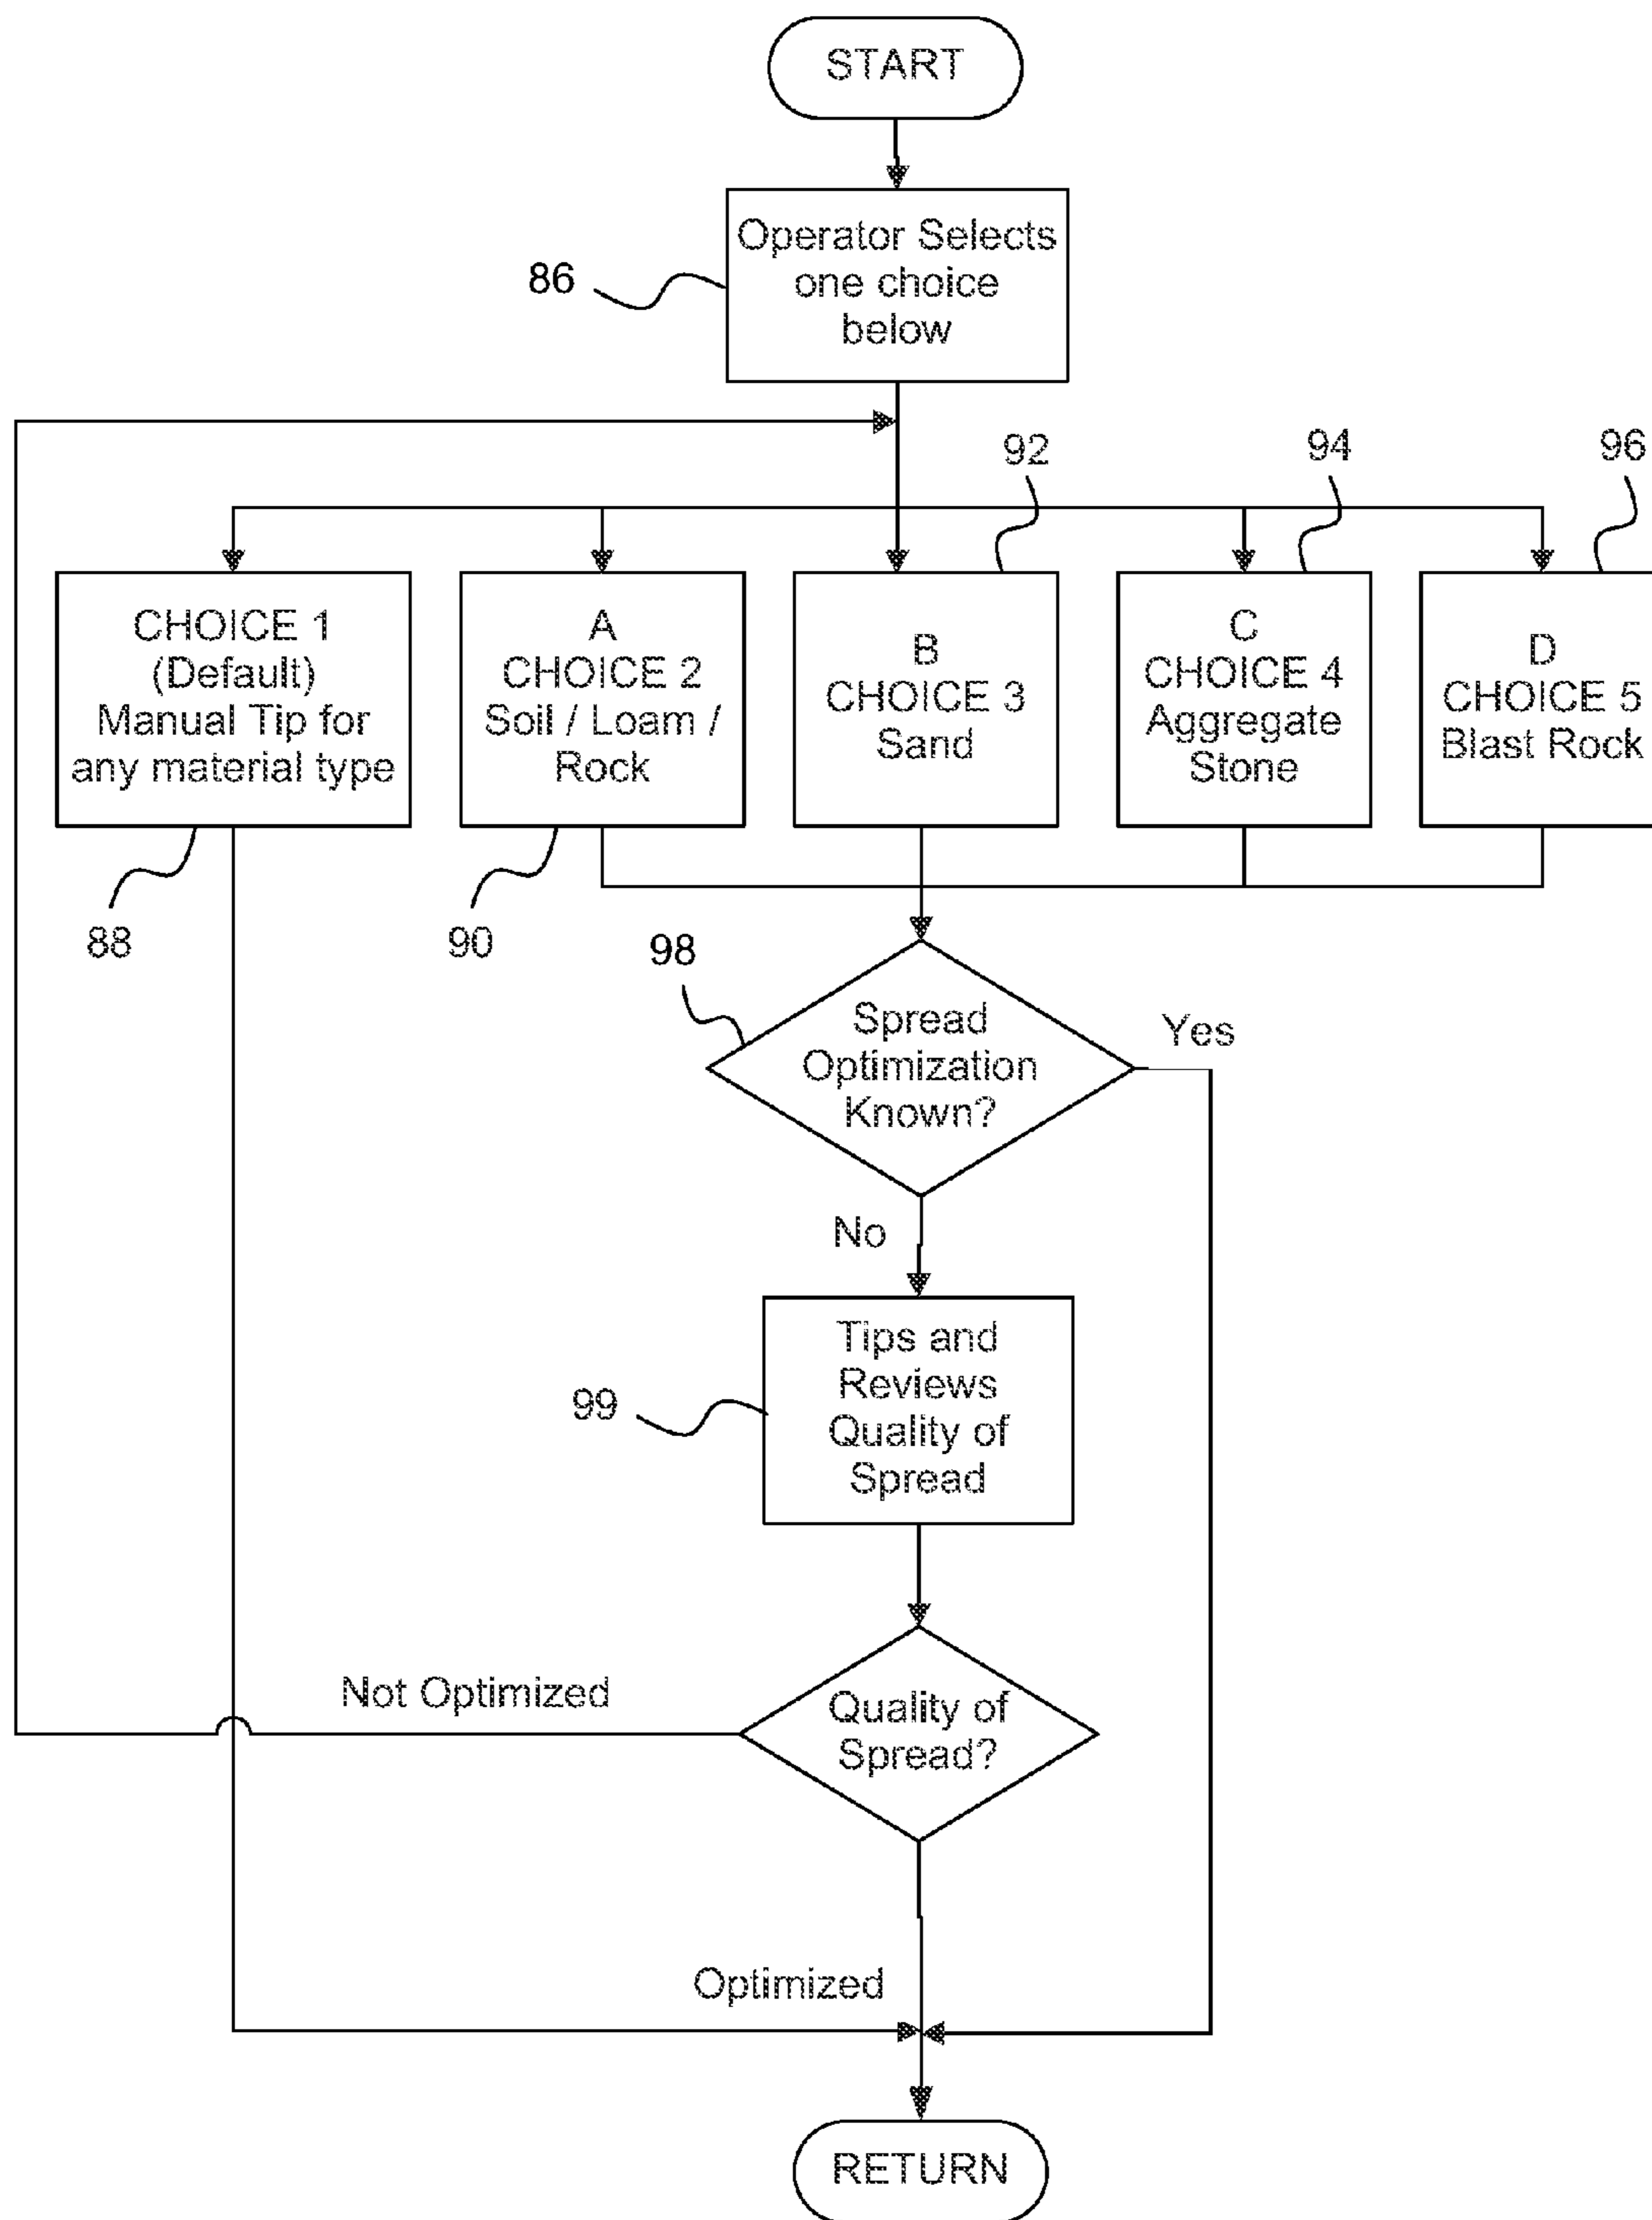 START
Operator Selects
one choice
below
86
92
94
96
CHOICE 1
(Default)
Manual Tip for
any material type
A
CHOICE 2
Soil / Loam /
Rock
B
CHOICE 3
Sand
C
CHOICE 4
Aggregate
Stone
D
CHOICE 5
Blast Rock
88
90
98
Spread
Optimization
Known?
Yes
No
99
Tips and
Reviews
Quality of
Spread
Not Optimized
Quality of
Spread?
Optimized
RETURN